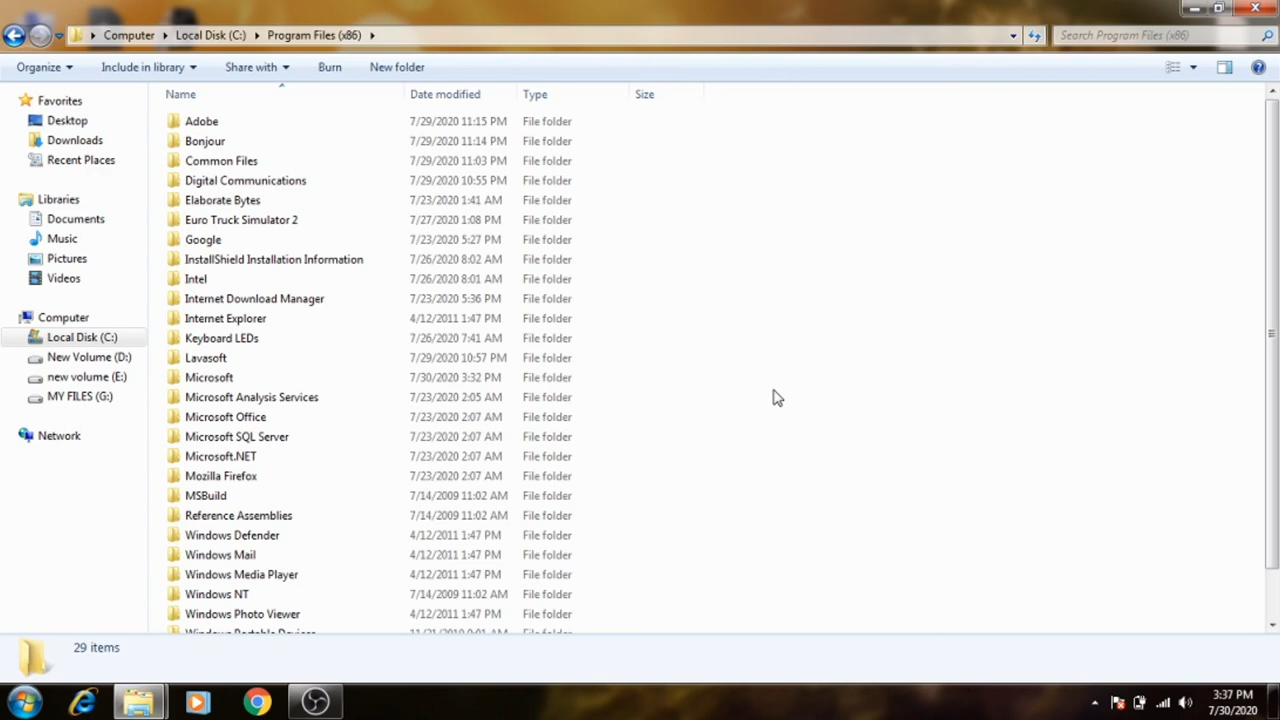 Computer Local Disk (C:) Program Files (x86) Search Program Files (x86)
Organize Include in library Share with Burn New folder
Name Date modified Type Size
Favorites
Desktop
Downloads
Recent Places
Libraries
Documents
Music
Pictures
Videos
Computer
Local Disk (C:)
New Volume (D:)
new volume (E:)
MY FILES (G:)
Network
Adobe 7/29/2020 11:15 PM File folder
Bonjour 7/29/2020 11:14 PM File folder
Common Files 7/29/2020 11:03 PM File folder
Digital Communications 7/29/2020 10:55 PM File folder
Elaborate Bytes 7/23/2020 1:41 AM File folder
Euro Truck Simulator 2 7/27/2020 1:08 PM File folder
Google 7/23/2020 5:27 PM File folder
InstallShield Installation Information 7/26/2020 8:02 AM File folder
Intel 7/26/2020 8:01 AM File folder
Internet Download Manager 7/23/2020 5:36 PM File folder
Internet Explorer 4/12/2011 1:47 PM File folder
Keyboard LEDs 7/26/2020 7:41 AM File folder
Lavasoft 7/29/2020 10:57 PM File folder
Microsoft 7/30/2020 3:32 PM File folder
Microsoft Analysis Services 7/23/2020 2:05 AM File folder
Microsoft Office 7/23/2020 2:07 AM File folder
Microsoft SQL Server 7/23/2020 2:07 AM File folder
Microsoft.NET 7/23/2020 2:07 AM File folder
Mozilla Firefox 7/23/2020 2:07 AM File folder
MSBuild 7/14/2009 11:02 AM File folder
Reference Assemblies 7/14/2009 11:02 AM File folder
Windows Defender 4/12/2011 1:47 PM File folder
Windows Mail 4/12/2011 1:47 PM File folder
Windows Media Player 4/12/2011 1:47 PM File folder
Windows NT 7/14/2009 11:02 AM File folder
Windows Photo Viewer 4/12/2011 1:47 PM File folder
Windows Portable Devices File folder
29 items
3:37 PM
7/30/2020